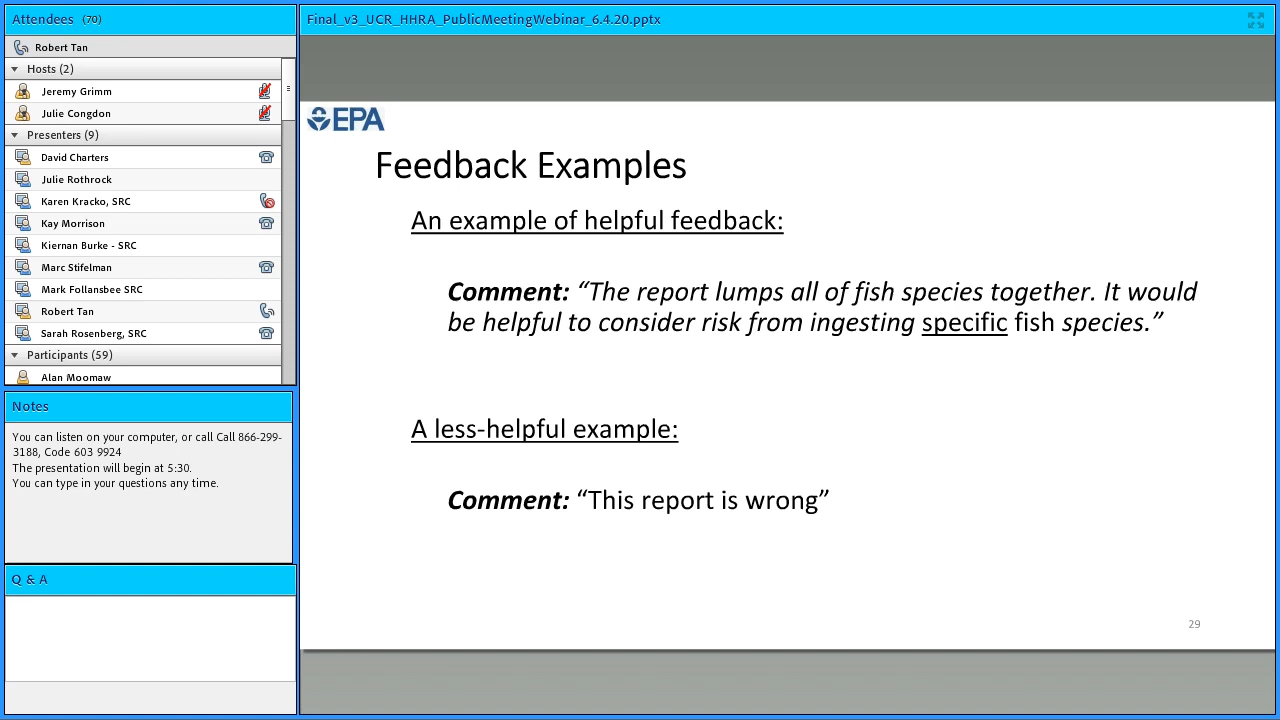 Attendees (70)
Robert Tan
Hosts (2)
Jeremy Grimm
Julie Congdon
Presenters (9)
David Charters
Julie Rothrock
Karen Kracko, SRC
Kay Morrison
Kiernan Burke - SRC
Marc Stifelman
Mark Follansbee SRC
Robert Tan
Sarah Rosenberg, SRC
Participants (59)
Alan Moomaw
Notes
You can listen on your computer, or call Call 866-299-
3188, Code 603 9924
The presentation will begin at 5:30.
You can type in your questions any time.
Q & A
Final_v3_UCR_HHRA_PublicMeetingWebinar_6.4.20.pptx
EPA
Feedback Examples
An example of helpful feedback:
Comment: “The report lumps all of fish species together. It would
be helpful to consider risk from ingesting specific fish species.”
A less-helpful example:
Comment: “This report is wrong”
29